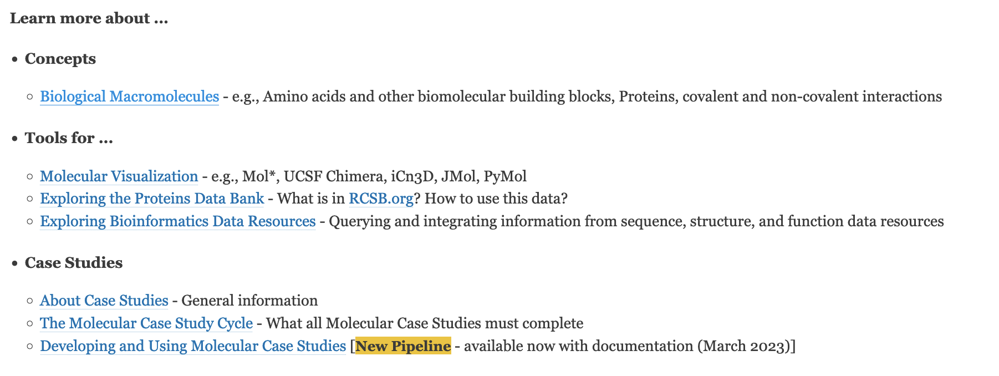 Learn more about ...
• Concepts
◦ Biological Macromolecules - e.g., Amino acids and other biomolecular building blocks, Proteins, covalent and non-covalent interactions
• Tools for ...
◦ Molecular Visualization - e.g., Mol*, UCSF Chimera, iCn3D, JMol, PyMol
◦ Exploring the Proteins Data Bank - What is in RCSB.org? How to use this data?
◦ Exploring Bioinformatics Data Resources - Querying and integrating information from sequence, structure, and function data resources
• Case Studies
◦ About Case Studies - General information
◦ The Molecular Case Study Cycle - What all Molecular Case Studies must complete
◦ Developing and Using Molecular Case Studies [New Pipeline - available now with documentation (March 2023)]